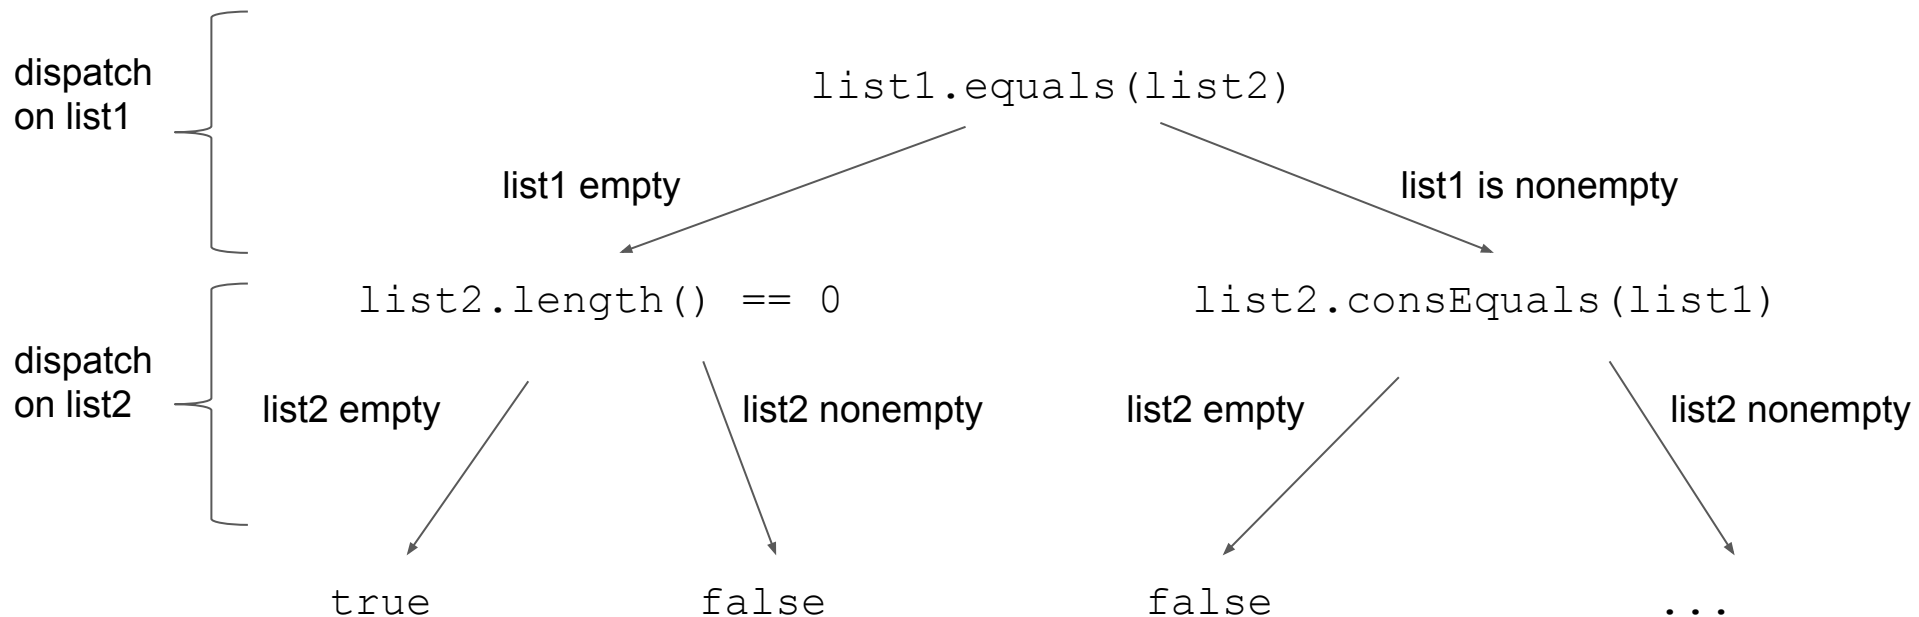 dispatch
on list1
list1.equals(list2)
list1 empty
list1 is nonempty
list2.length() == 0
list2.consEquals(list1)
dispatch
on list2
list2 empty
list2 nonempty
list2 empty
list2 nonempty
true
false
false
...